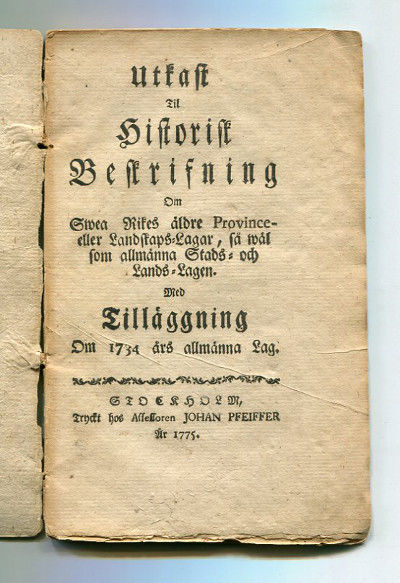 Utkast
Til
Historisk
Beskrifning
Om
Swea Rikes äldre Province-
eller Landskaps-Lagar, så wäl
som allmänna Stads- och
Lands-Lagen.
Med
Tilläggning
Om 1734 års allmänna Lag.
STOCKHOLM,
Tryckt hos Assessoren JOHAN PFEIFFER
År 1775.